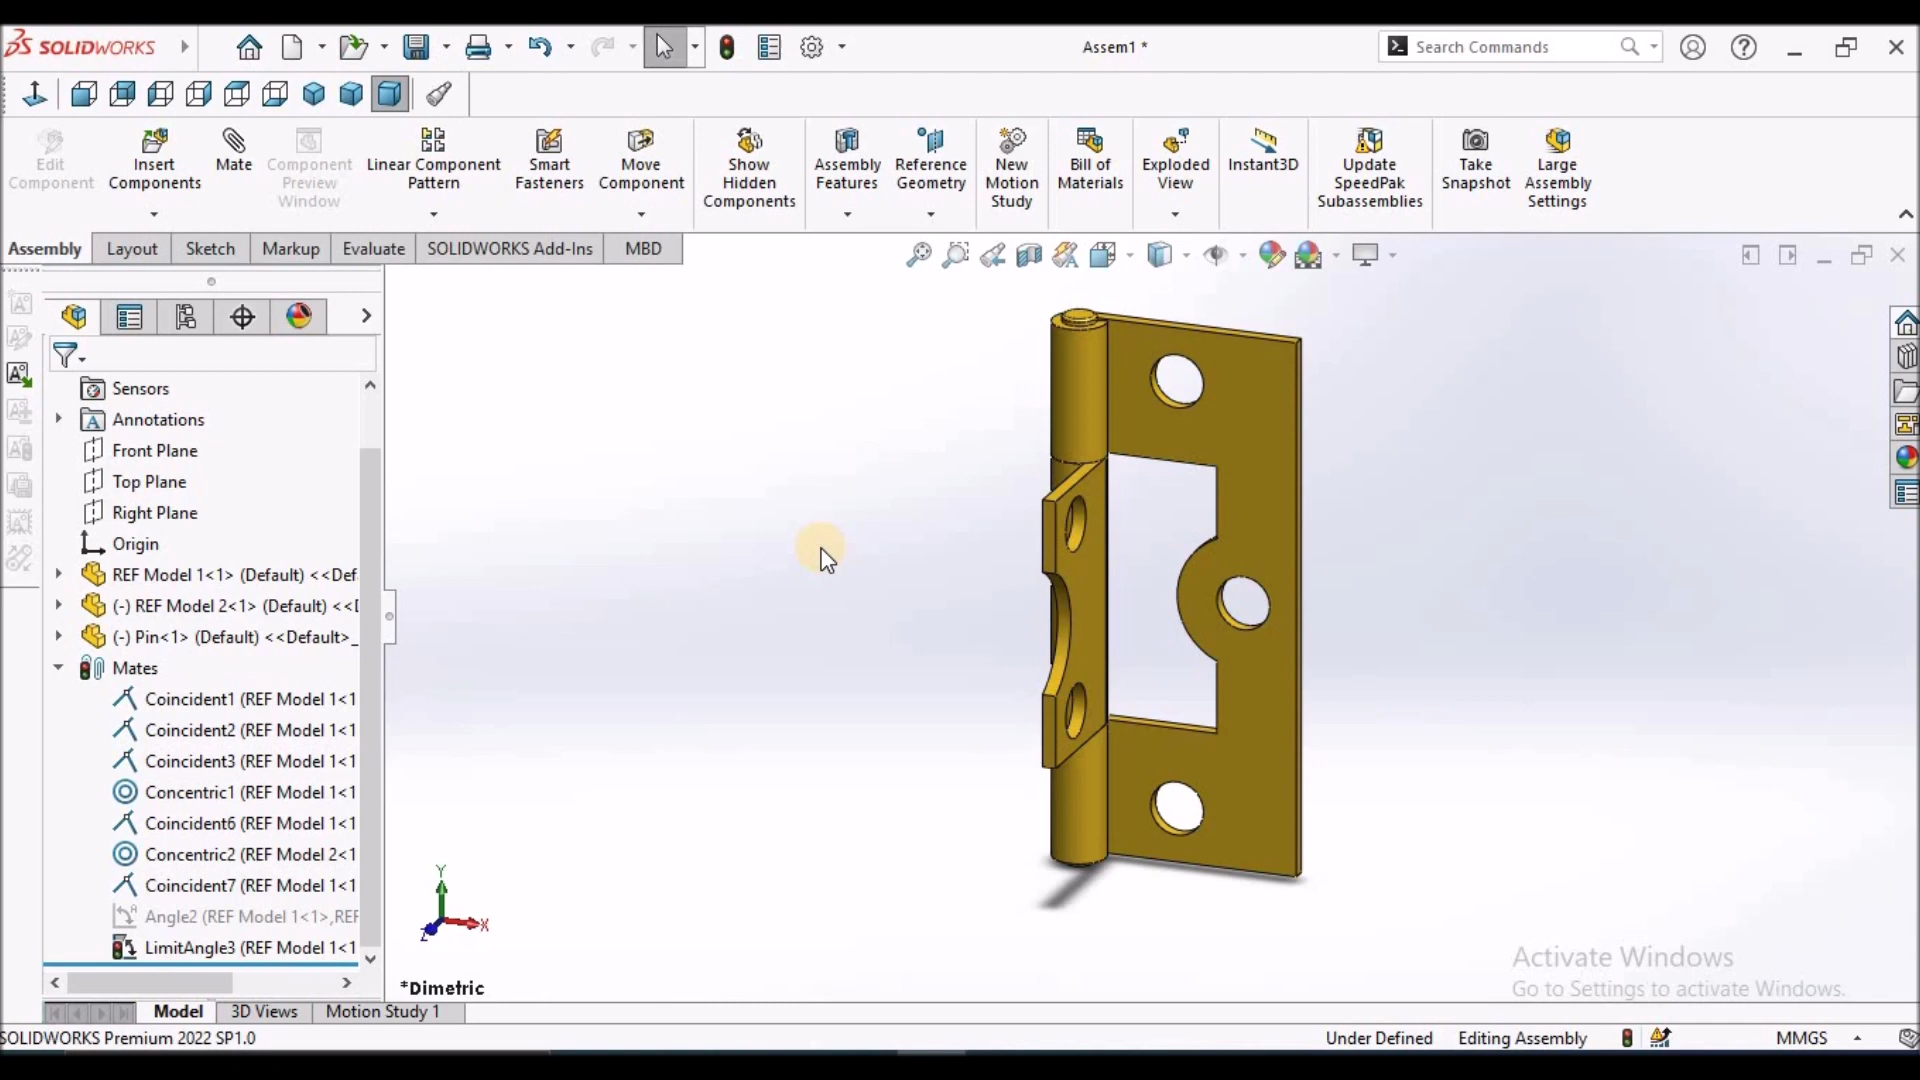 SOLIDWORKS
Assem1 *
Search Commands
Edit Component
Insert Components
Mate
Component Preview Window
Linear Component Pattern
Smart Fasteners
Move Component
Show Hidden Components
Assembly Features
Reference Geometry
New Motion Study
Bill of Materials
Exploded View
Instant3D
Update SpeedPak Subassemblies
Take Snapshot
Large Assembly Settings
Assembly
Layout
Sketch
Markup
Evaluate
SOLIDWORKS Add-Ins
MBD
Sensors
Annotations
Front Plane
Top Plane
Right Plane
Origin
REF Model 1<1> (Default) <<Def
(-) REF Model 2<1> (Default) <<D
(-) Pin<1> (Default) <<Default>_
Mates
Coincident1 (REF Model 1<1
Coincident2 (REF Model 1<1
Coincident3 (REF Model 1<1
Concentric1 (REF Model 1<1
Coincident6 (REF Model 1<1
Concentric2 (REF Model 2<1
Coincident7 (REF Model 1<1
Angle2 (REF Model 1<1>,REF
LimitAngle3 (REF Model 1<1
Y
X
Z
*Dimetric
Activate Windows
Go to Settings to activate Windows.
Model
3D Views
Motion Study 1
SOLIDWORKS Premium 2022 SP1.0
Under Defined
Editing Assembly
MMGS